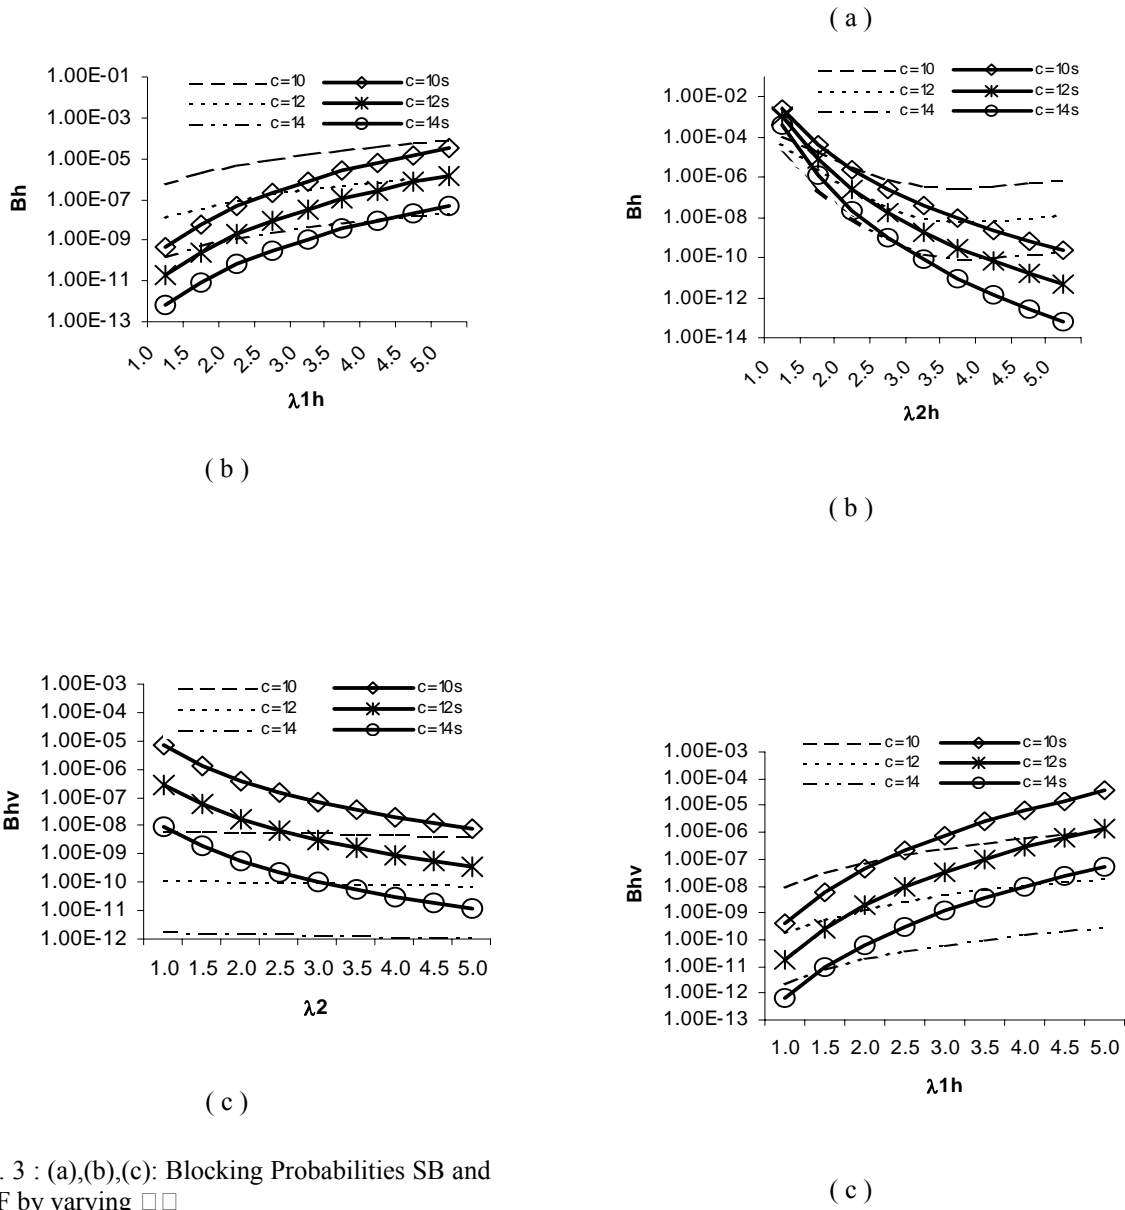 ( a )
1.00E-01
1.00E-03
1.00E-05
1.00E-07
1.00E-09
1.00E-11
1.00E-13
Bh
c=10 c=10s
c=12 c=12s
c=14 c=14s
1.0 1.5 2.0 2.5 3.0 3.5 4.0 4.5 5.0
λ1h
( b )
1.00E-02
1.00E-04
1.00E-06
1.00E-08
1.00E-10
1.00E-12
1.00E-14
Bh
c=10 c=10s
c=12 c=12s
c=14 c=14s
1.0 1.5 2.0 2.5 3.0 3.5 4.0 4.5 5.0
λ2h
( b )
1.00E-03
1.00E-04
1.00E-05
1.00E-06
1.00E-07
1.00E-08
1.00E-09
1.00E-10
1.00E-11
1.00E-12
Bhv
c=10 c=10s
c=12 c=12s
c=14 c=14s
1.0 1.5 2.0 2.5 3.0 3.5 4.0 4.5 5.0
λ2
( c )
. 3 : (a),(b),(c): Blocking Probabilities SB and
F by varying □□
1.00E-03
1.00E-04
1.00E-05
1.00E-06
1.00E-07
1.00E-08
1.00E-09
1.00E-10
1.00E-11
1.00E-12
1.00E-13
Bhv
c=10 c=10s
c=12 c=12s
c=14 c=14s
1.0 1.5 2.0 2.5 3.0 3.5 4.0 4.5 5.0
λ1h
( c )